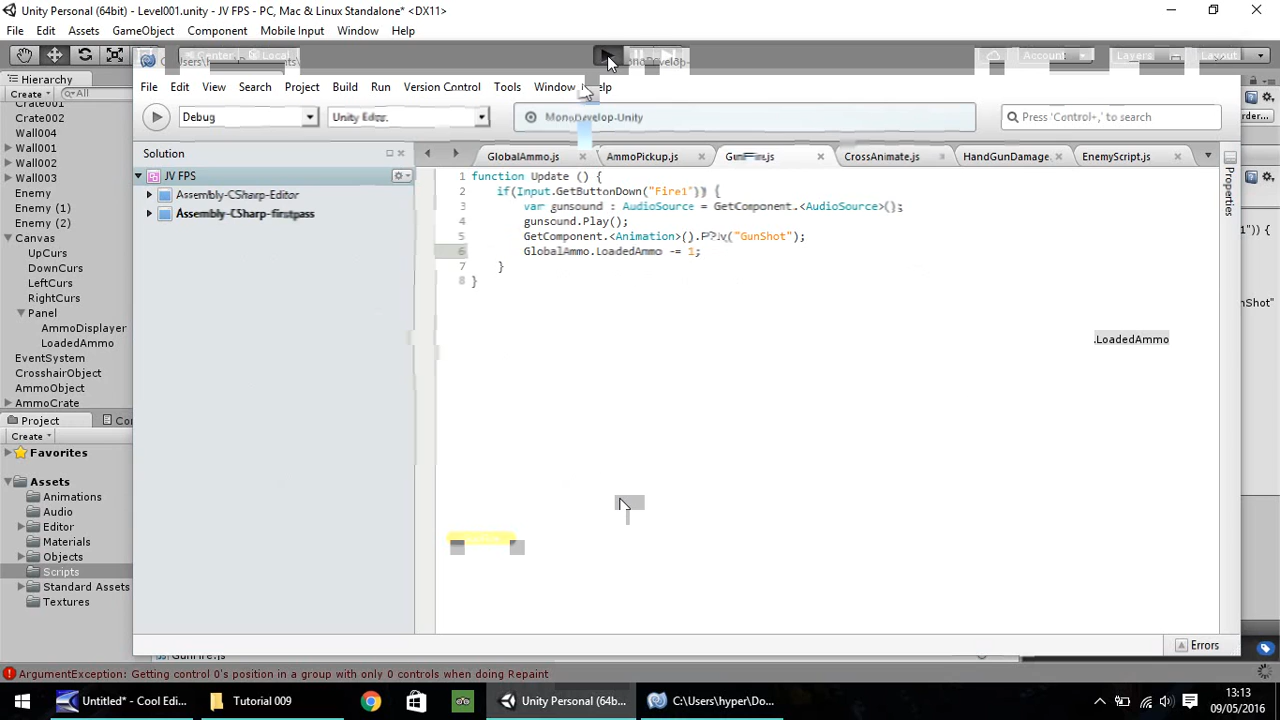 Unity Personal (64bit) - Level001.unity - JV FPS - PC, Mac & Linux Standalone* <DX11>
File Edit Assets GameObject Component Mobile Input Window Help
Center Local Account Layers Layout
Hierarchy
Create All
Crate001
Crate002
Wall004
Wall001
Wall002
Wall003
Enemy
Enemy (1)
Enemy (2)
Canvas
UpCurs
DownCurs
LeftCurs
RightCurs
Panel
AmmoDisplayer
LoadedAmmo
EventSystem
CrosshairObject
AmmoObject
AmmoCrate
Project
Create
Favorites
Assets
Animations
Audio
Editor
Materials
Objects
Scripts
Standard Assets
Textures
File Edit View Search Project Build Run Version Control Tools Window Help
Debug
MonoDevelop-Unity
Press 'Control+,' to search
Solution
JV FPS
Assembly-CSharp-Editor
Assembly-CSharp-firstpass
GlobalAmmo.js AmmoPickup.js GunFire.js CrossAnimate.js HandGunDamage. EnemyScript.js
1 function Update () {
2 if(Input.GetButtonDown("Fire1")) {
3 var gunsound : AudioSource = GetComponent.<AudioSource>();
4 gunsound.Play();
5 GetComponent.<Animation>().Play("GunShot");
6 GlobalAmmo.LoadedAmmo -= 1;
7 }
8 }
.LoadedAmmo
Properties
Errors
GunFire.js
ArgumentException: Getting control 0's position in a group with only 0 controls when doing Repaint
Untitled* - Cool Edi...
Tutorial 009
Unity Personal (64b...
C:\Users\hyper\Do...
13:13
09/05/2016